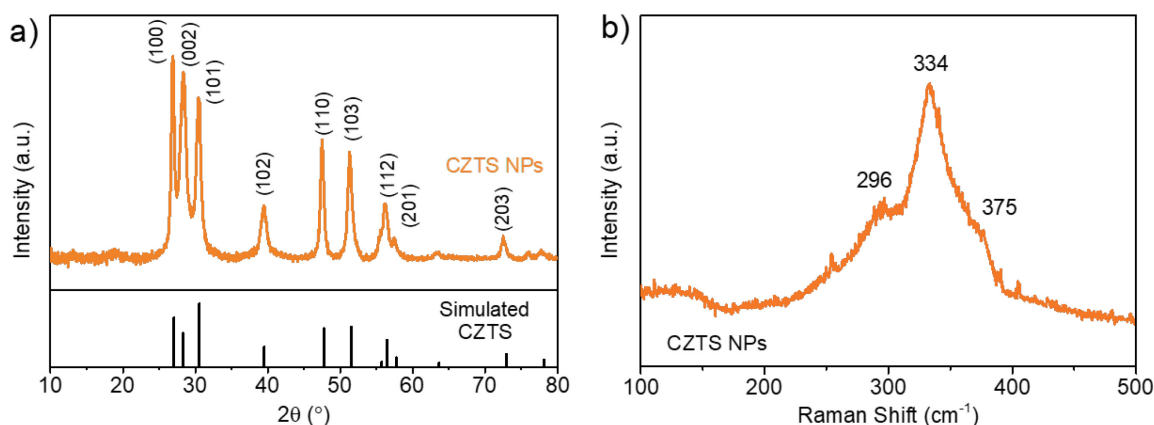 a)
Intensity (a.u.)
(100)
(002)
(101)
(102)
(110)
(103)
(112)
(201)
(203)
CZTS NPs
Simulated
CZTS
10 20 30 40 50 60 70 80
2θ (°)
b)
Intensity (a.u.)
296
334
375
CZTS NPs
100 200 300 400 500
Raman Shift (cm⁻¹)